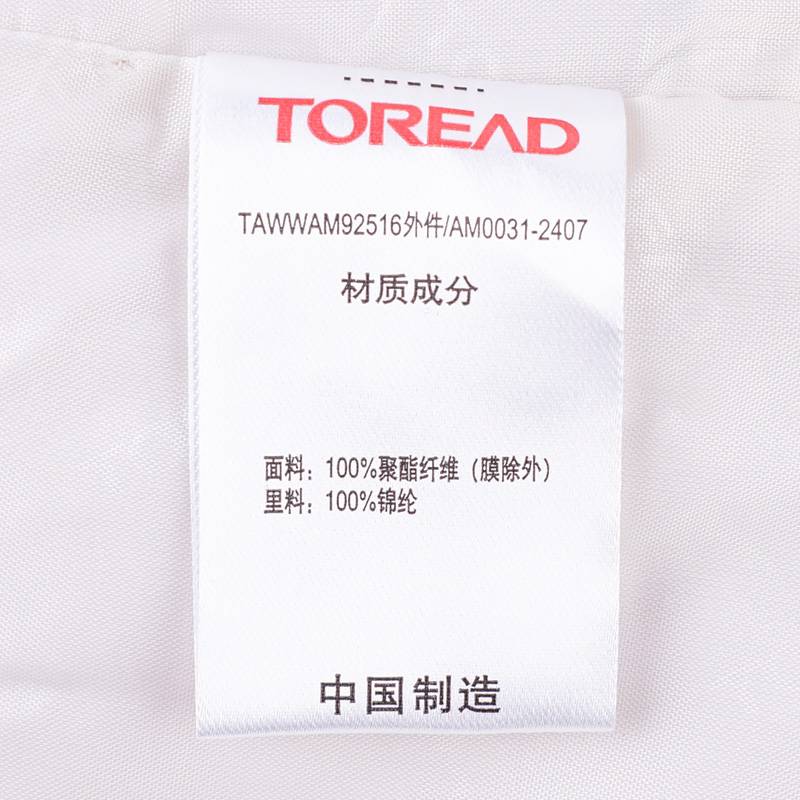 TOREAD
TAWWAM92516外件/AM0031-2407
材质成分
面料：100%聚酯纤维（膜除外）
里料：100%锦纶
中国制造